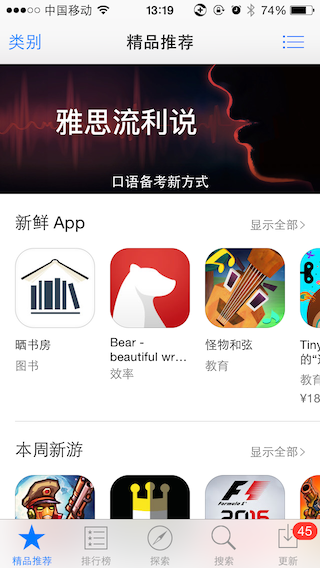 中国移动 13:19 74%
类别 精品推荐
雅思流利说
口语备考新方式
新鲜 App 显示全部
晒书房
图书
Bear -
beautiful wr...
效率
怪物和弦
教育
Tiny
教育
¥18
本周新游 显示全部
Formula 1
2016
45
精品推荐 排行榜 探索 搜索 更新